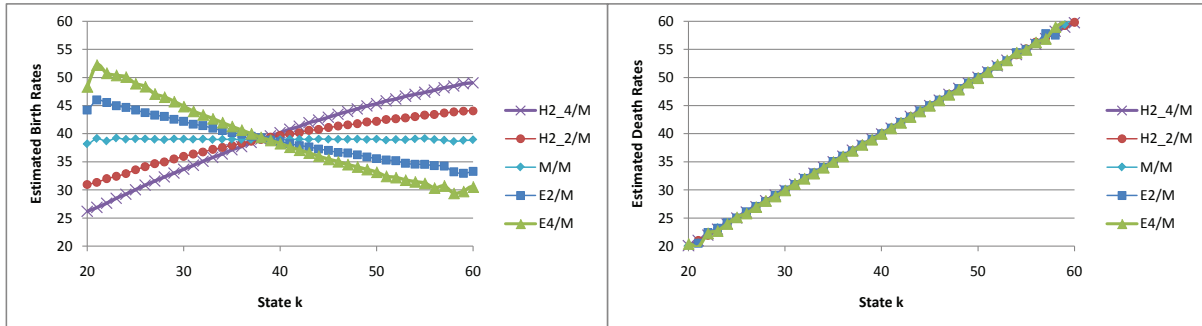 Estimated Birth Rates
60
55
50
45
40
35
30
25
20
20 30 40 50 60
State k
H2_4/M
H2_2/M
M/M
E2/M
E4/M
Estimated Death Rates
60
55
50
45
40
35
30
25
20
20 30 40 50 60
State k
H2_4/M
H2_2/M
M/M
E2/M
E4/M